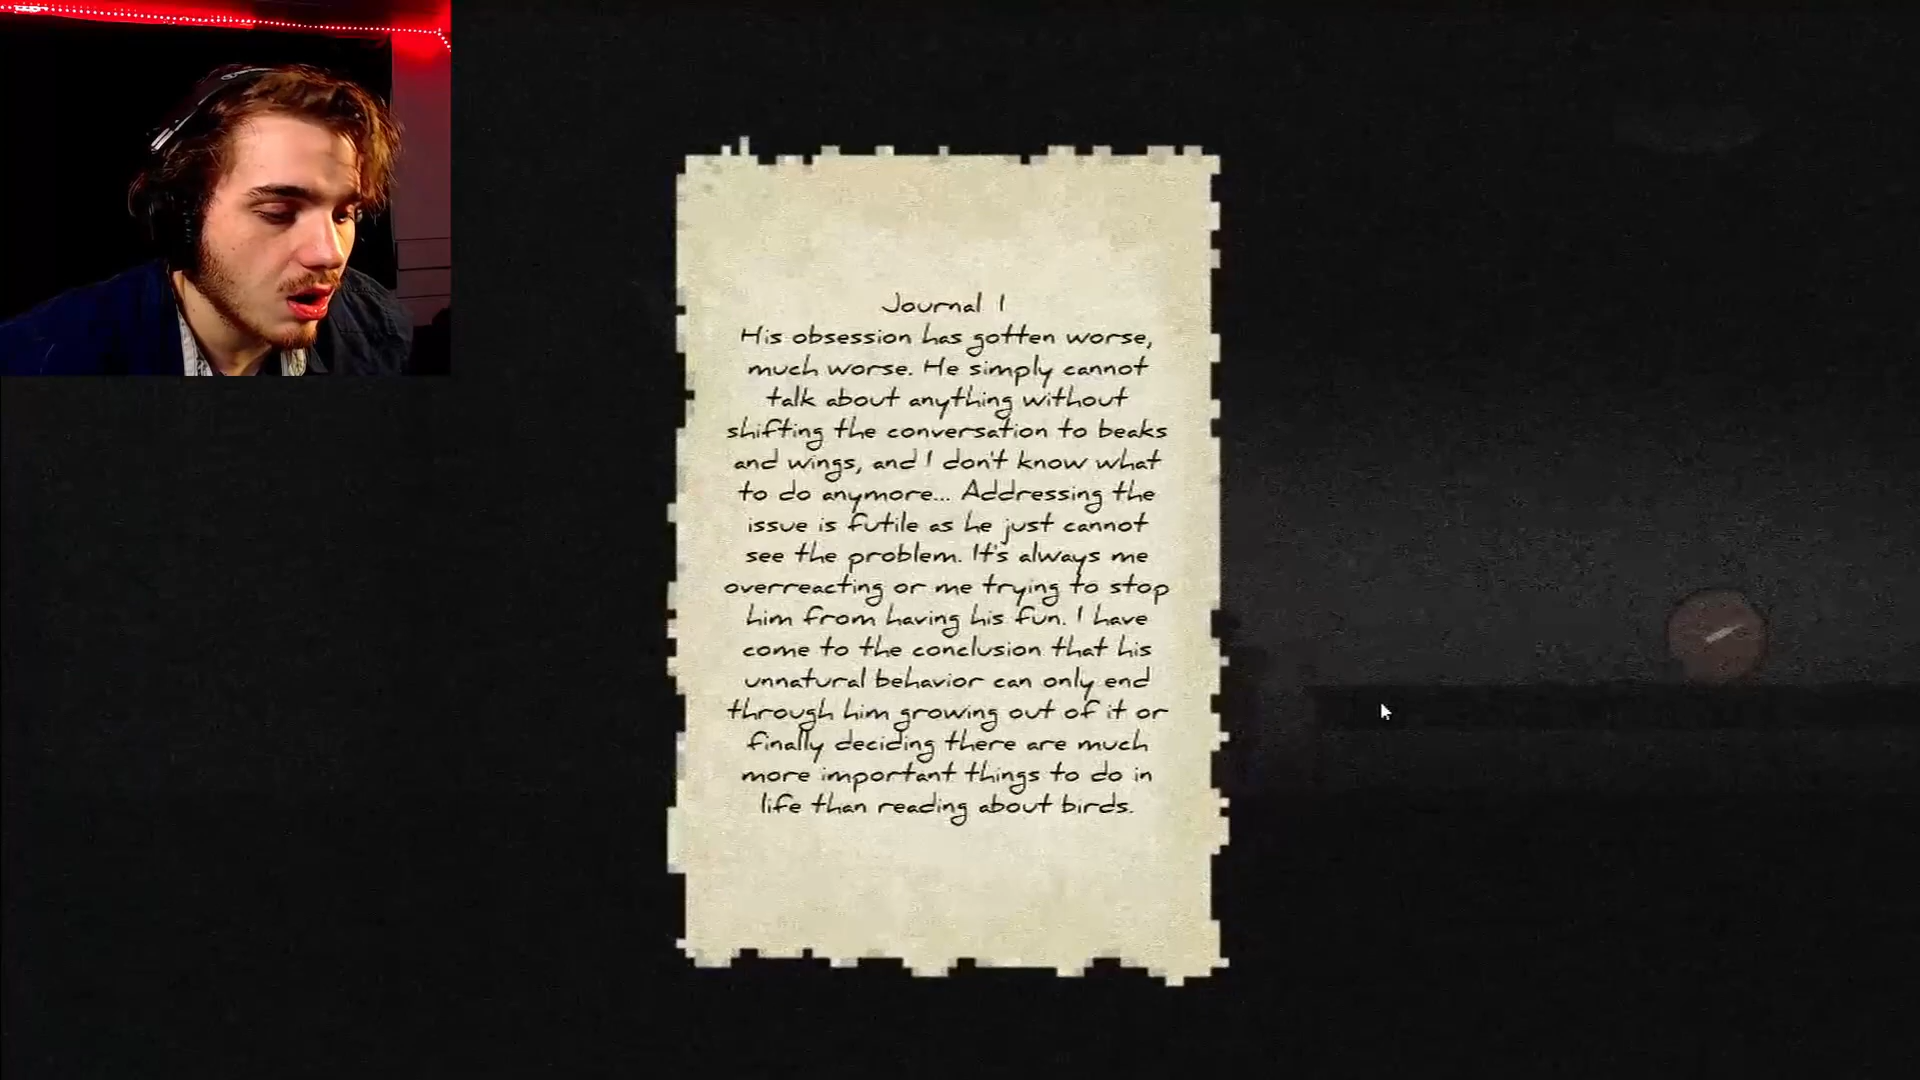 Journal 1
His obsession has gotten worse,
much worse. He simply cannot
talk about anything without
shifting the conversation to beaks
and wings, and I don't know what
to do anymore... Addressing the
issue is futile as he just cannot
see the problem. It's always me
overreacting or me trying to stop
him from having his fun. I have
come to the conclusion that his
unnatural behavior can only end
through him growing out of it or
finally deciding there are much
more important things to do in
life than reading about birds.